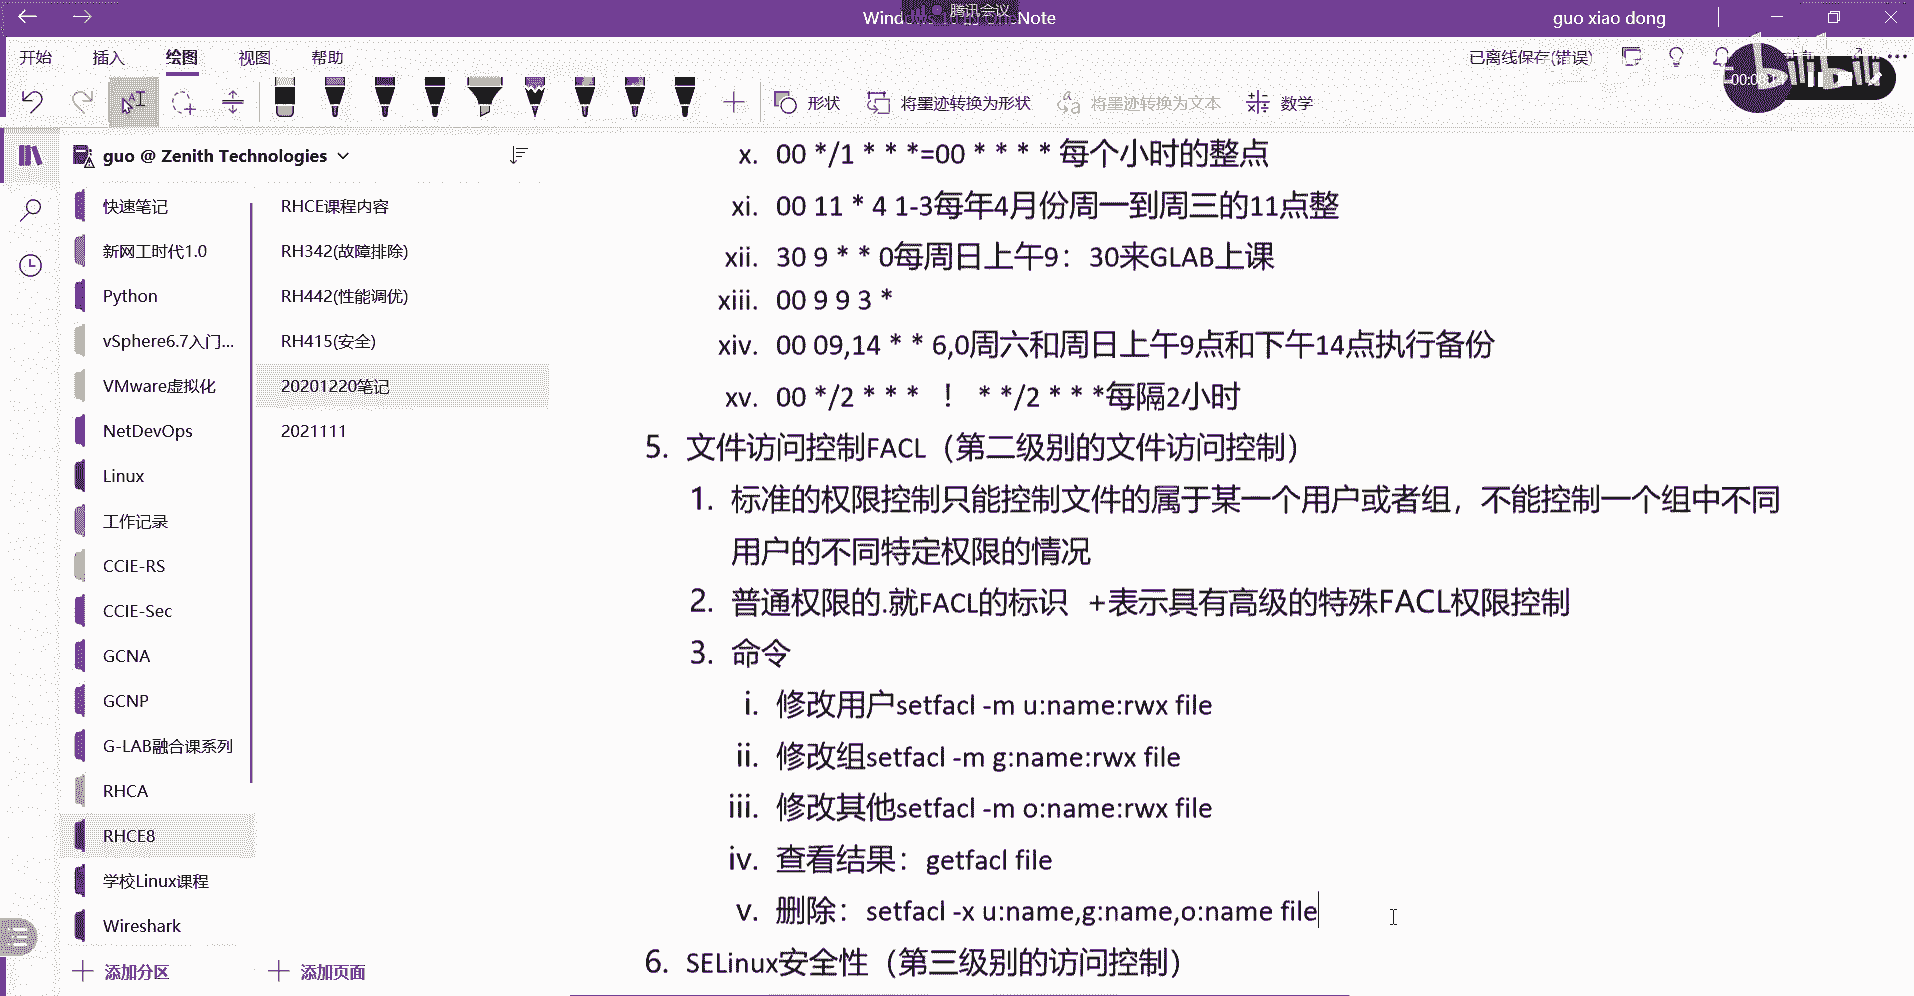 腾讯会议
Note
guo xiao dong
开始
插入
绘图
视图
帮助
已离线保存(错误)
bilibili
形状
将墨迹转换为形状
将墨迹转换为文本
数学
guo @ Zenith Technologies
快速笔记
新网工时代1.0
Python
vSphere6.7入门...
VMware虚拟化
NetDevOps
Linux
工作记录
CCIE-RS
CCIE-Sec
GCNA
GCNP
G-LAB融合课系列
RHCA
RHCE8
学校Linux课程
Wireshark
添加分区
RHCE课程内容
RH342(故障排除)
RH442(性能调优)
RH415(安全)
20201220笔记
2021111
添加页面
x. 00 */1 * * *=00 * * * * 每个小时的整点
xi. 00 11 * 4 1-3每年4月份周一到周三的11点整
xii. 30 9 * * 0每周日上午9：30来GLAB上课
xiii. 00 9 9 3 *
xiv. 00 09,14 * * 6,0周六和周日上午9点和下午14点执行备份
xv. 00 */2 * * * ！ * */2 * * *每隔2小时
5. 文件访问控制FACL（第二级别的文件访问控制）
1. 标准的权限控制只能控制文件的属于某一个用户或者组，不能控制一个组中不同
用户的不同特定权限的情况
2. 普通权限的.就FACL的标识 +表示具有高级的特殊FACL权限控制
3. 命令
i. 修改用户setfacl -m u:name:rwx file
ii. 修改组setfacl -m g:name:rwx file
iii. 修改其他setfacl -m o:name:rwx file
iv. 查看结果：getfacl file
v. 删除：setfacl -x u:name,g:name,o:name file
6. SELinux安全性（第三级别的访问控制）